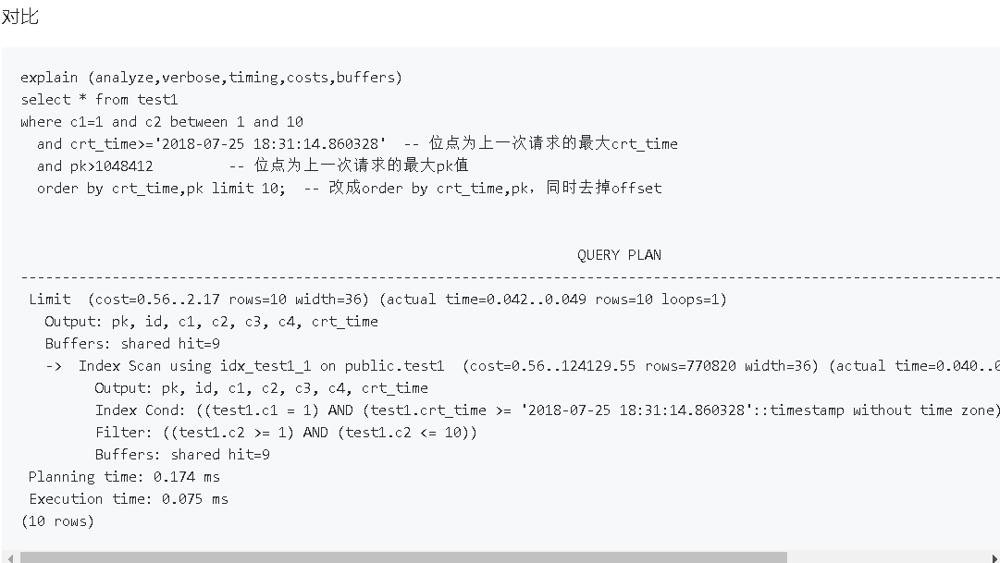 对比
explain (analyze,verbose,timing,costs,buffers)
select * from test1
where c1=1 and c2 between 1 and 10
  and crt_time>='2018-07-25 18:31:14.860328'  -- 位点为上一次请求的最大crt_time
  and pk>1048412         -- 位点为上一次请求的最大pk值
  order by crt_time,pk limit 10;  -- 改成order by crt_time,pk，同时去掉offset
QUERY PLAN
--------------------------------------------------------------------------------------------------------------------
 Limit  (cost=0.56..2.17 rows=10 width=36) (actual time=0.042..0.049 rows=10 loops=1)
   Output: pk, id, c1, c2, c3, c4, crt_time
   Buffers: shared hit=9
   ->  Index Scan using idx_test1_1 on public.test1  (cost=0.56..124129.55 rows=770820 width=36) (actual time=0.040..
         Output: pk, id, c1, c2, c3, c4, crt_time
         Index Cond: ((test1.c1 = 1) AND (test1.crt_time >= '2018-07-25 18:31:14.860328'::timestamp without time zone)
         Filter: ((test1.c2 >= 1) AND (test1.c2 <= 10))
         Buffers: shared hit=9
 Planning time: 0.174 ms
 Execution time: 0.075 ms
(10 rows)